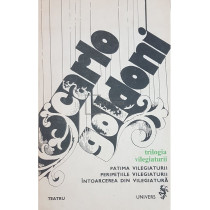 carlo
goldoni
trilogia
vilegiaturii
PATIMA VILEGIATURII
PERIPEȚIILE VILEGIATURII
ÎNTOARCEREA DIN VILEGIATURĂ
TEATRU
UNIVERS